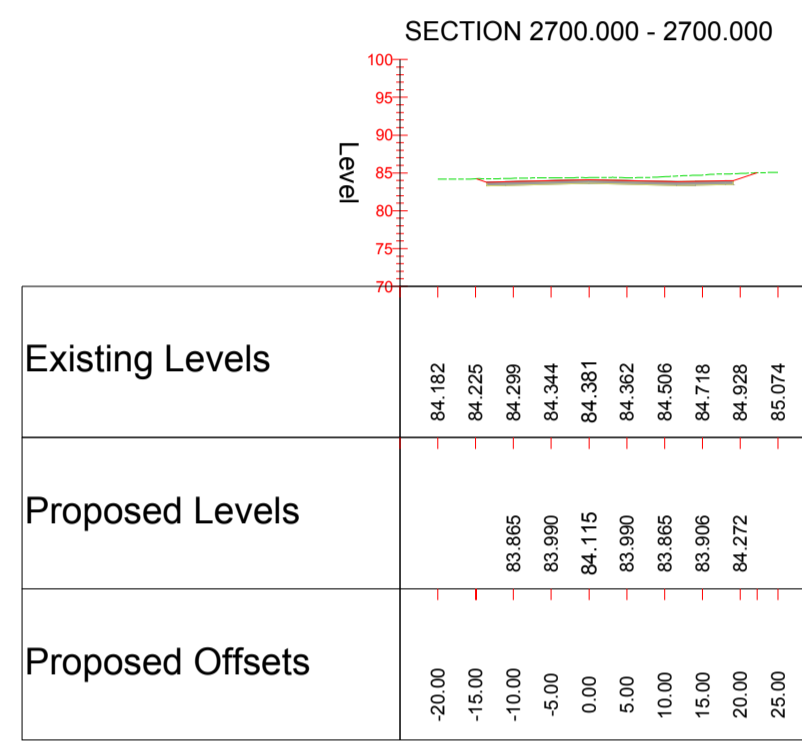 SECTION 2700.000 - 2700.000
100
95
90
85
80
75
70
Level
Existing Levels
84.182 84.225 84.299 84.344 84.381 84.362 84.506 84.718 84.928 85.074
Proposed Levels
83.865 83.990 84.115 83.990 83.865 83.906 84.272
Proposed Offsets
-20.00 -15.00 -10.00 -5.00 0.00 5.00 10.00 15.00 20.00 25.00